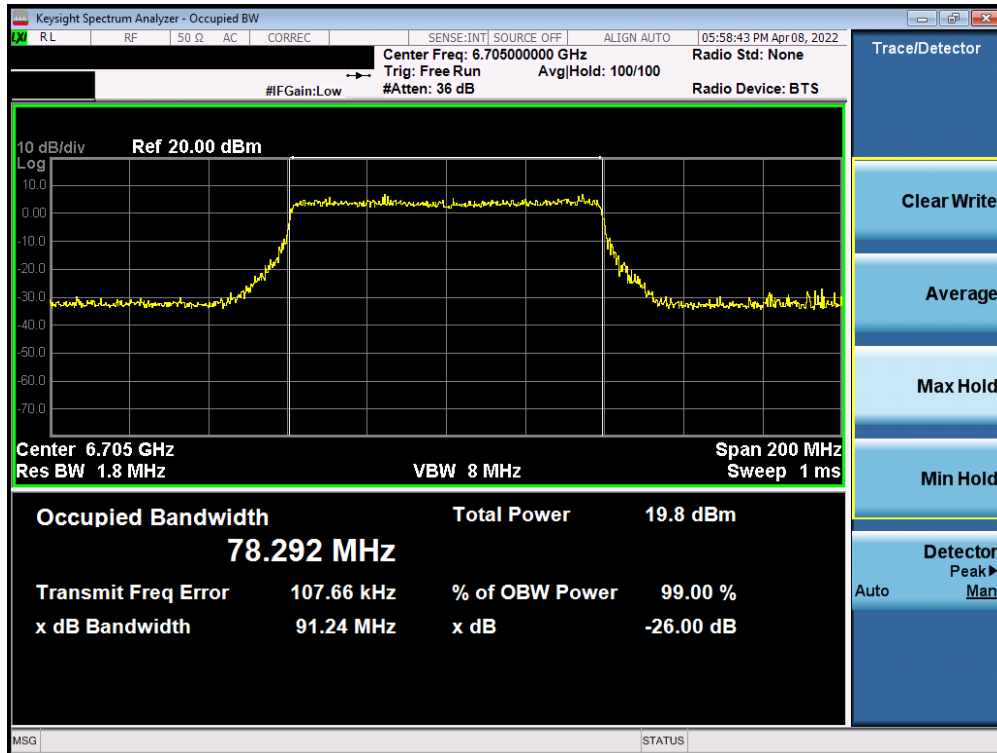 Keysight Spectrum Analyzer - Occupied BW
LXI RL RF 50 Ω AC CORREC SENSE:INT SOURCE OFF ALIGN AUTO 05:58:43 PM Apr 08, 2022
Center Freq: 6.705000000 GHz Radio Std: None
Trig: Free Run Avg|Hold: 100/100
#IFGain:Low #Atten: 36 dB Radio Device: BTS
Trace/Detector
10 dB/div Ref 20.00 dBm
Log
10.0
0.00
-10.0
-20.0
-30.0
-40.0
-50.0
-60.0
-70.0
Center 6.705 GHz Span 200 MHz
Res BW 1.8 MHz VBW 8 MHz Sweep 1 ms
Occupied Bandwidth Total Power 19.8 dBm
78.292 MHz
Transmit Freq Error 107.66 kHz % of OBW Power 99.00 %
x dB Bandwidth 91.24 MHz x dB -26.00 dB
Clear Write
Average
Max Hold
Min Hold
Detector
Peak▶
Auto Man
MSG STATUS